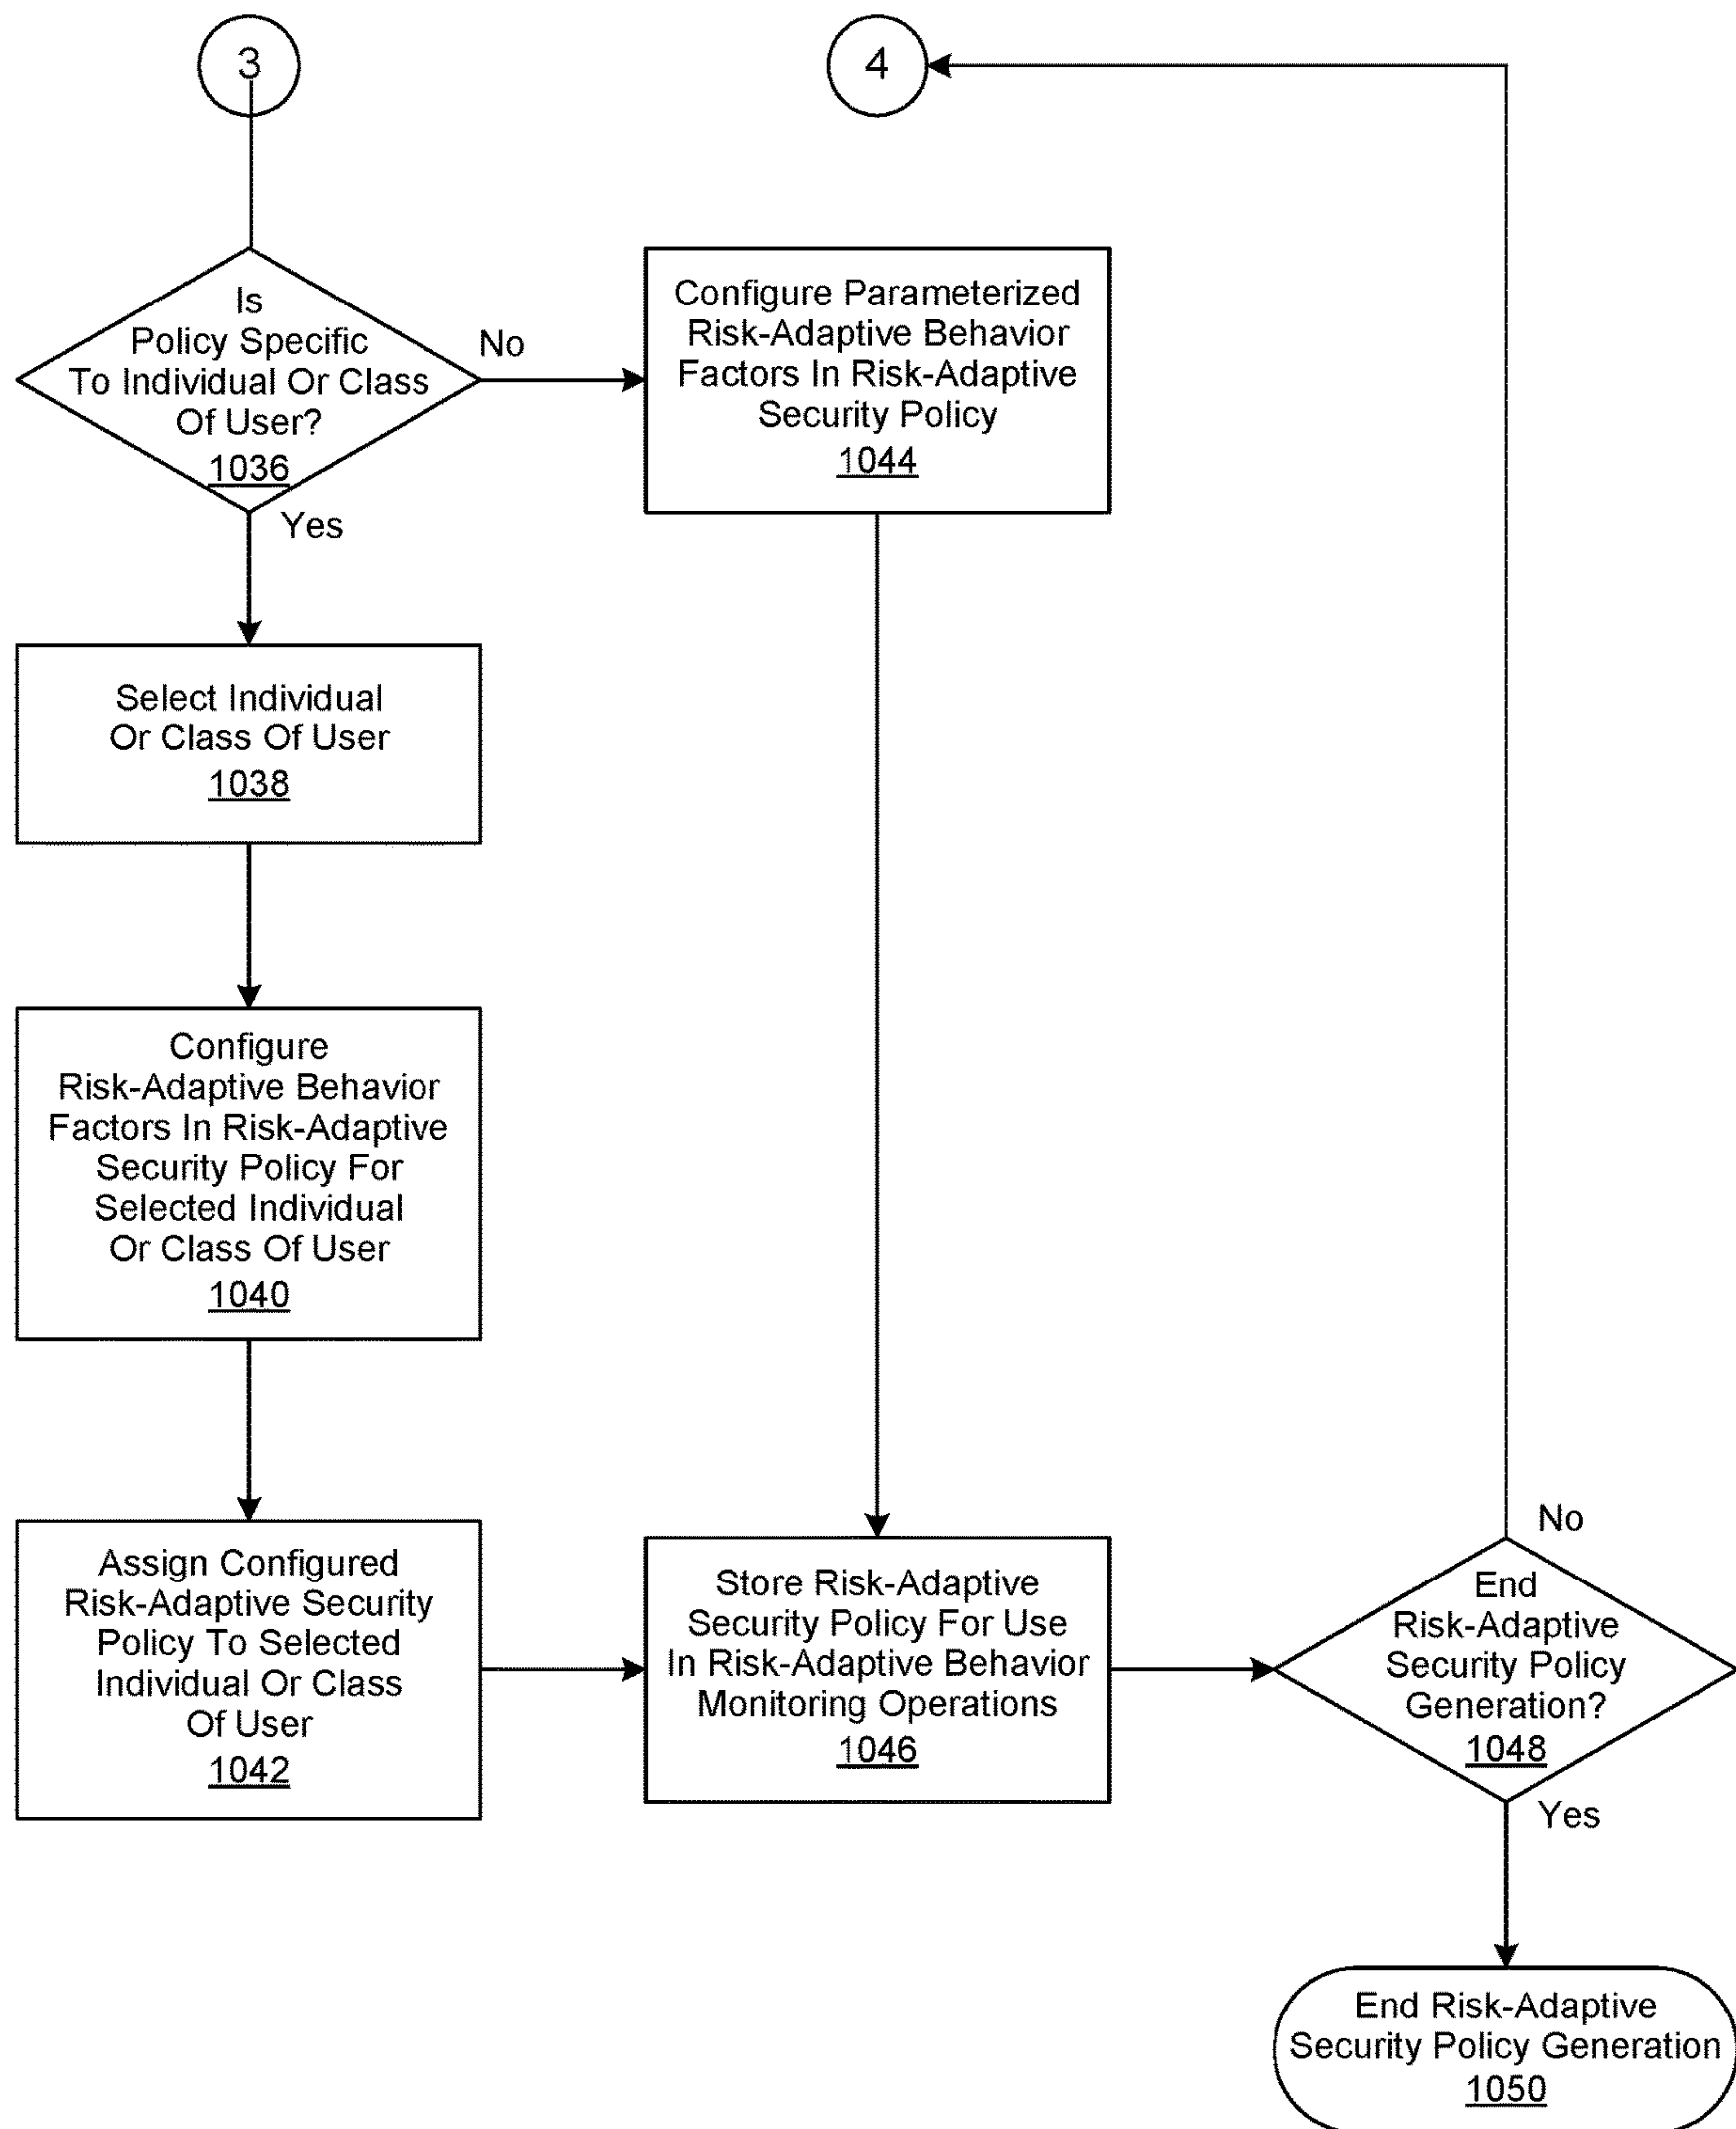 3
4
Is
Policy Specific
To Individual Or Class
Of User?
1036
No
Yes
Configure Parameterized
Risk-Adaptive Behavior
Factors In Risk-Adaptive
Security Policy
1044
Select Individual
Or Class Of User
1038
Configure
Risk-Adaptive Behavior
Factors In Risk-Adaptive
Security Policy For
Selected Individual
Or Class Of User
1040
Assign Configured
Risk-Adaptive Security
Policy To Selected
Individual Or Class
Of User
1042
Store Risk-Adaptive
Security Policy For Use
In Risk-Adaptive Behavior
Monitoring Operations
1046
No
End
Risk-Adaptive
Security Policy
Generation?
1048
Yes
End Risk-Adaptive
Security Policy Generation
1050